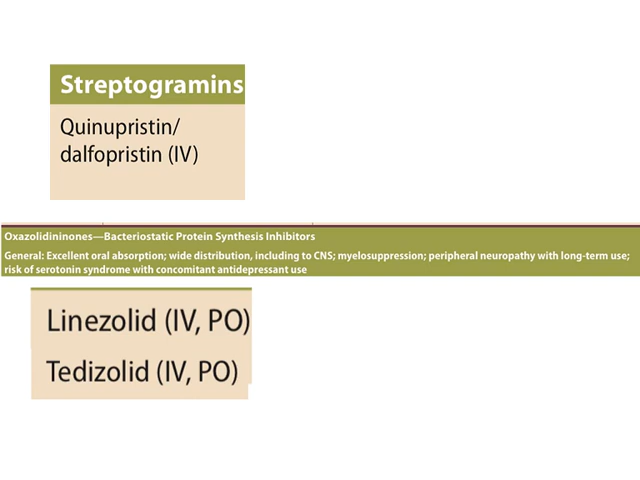 Streptogramins
Quinupristin/
dalfopristin (IV)
Oxazolidininones—Bacteriostatic Protein Synthesis Inhibitors
General: Excellent oral absorption; wide distribution, including to CNS; myelosuppression; peripheral neuropathy with long-term use;
risk of serotonin syndrome with concomitant antidepressant use
Linezolid (IV, PO)
Tedizolid (IV, PO)